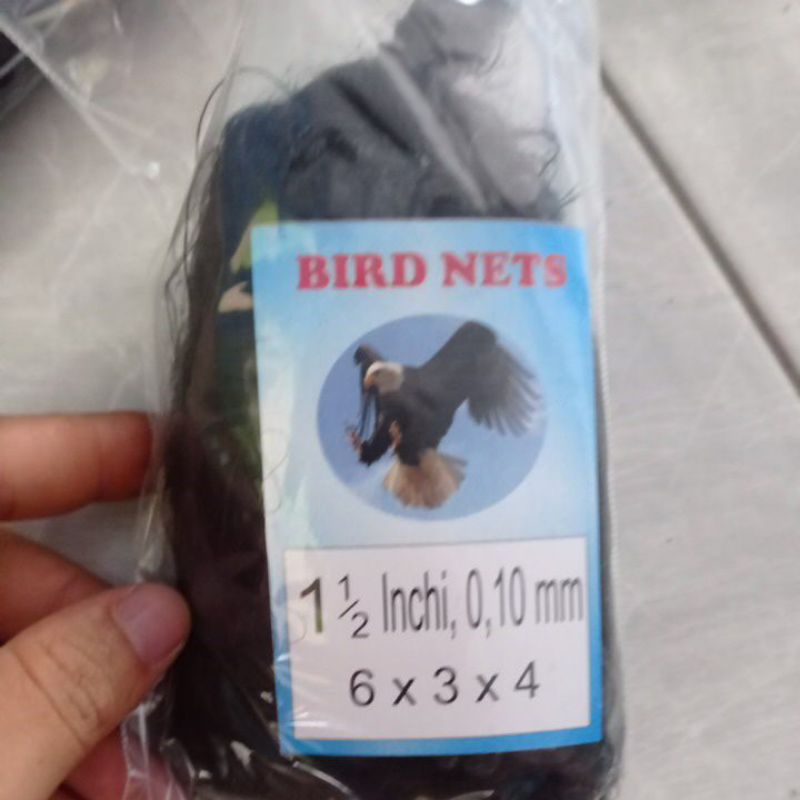 BIRD NETS
1 1/2 Inchi, 0,10 mm
6 x 3 x 4